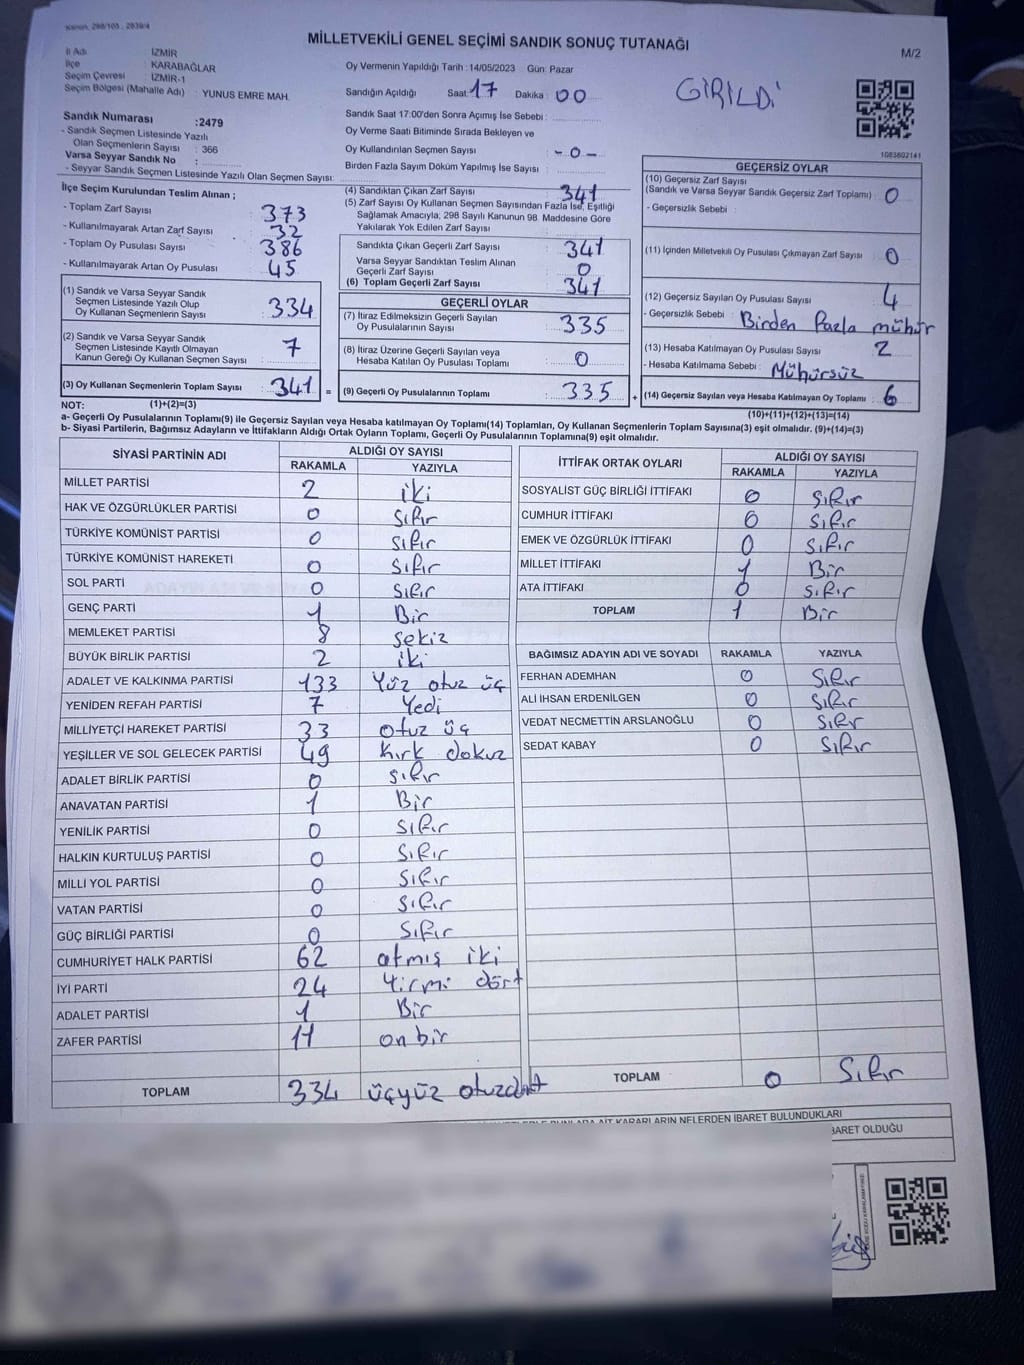 Kanun, 298/105 , 2839/4
MİLLETVEKİLİ GENEL SEÇİMİ SANDIK SONUÇ TUTANAĞI
M/2
İl Adı : İZMİR
İlçe : KARABAĞLAR
Seçim Çevresi : İZMİR-1
Seçim Bölgesi (Mahalle Adı) : YUNUS EMRE MAH.
Oy Vermenin Yapıldığı Tarih : 14/05/2023 Gün: Pazar
Sandığın Açıldığı Saat: 17 Dakika: 00
GİRİLDİ
Sandık Saat 17:00'den Sonra Açımış İse Sebebi :
Oy Verme Saati Bitiminde Sırada Bekleyen ve
Oy Kullandırılan Seçmen Sayısı : - 0 -
Birden Fazla Sayım Döküm Yapılmış İse Sayısı :
Sandık Numarası :2479
- Sandık Seçmen Listesinde Yazılı
Olan Seçmenlerin Sayısı : 366
Varsa Seyyar Sandık No :
- Seyyar Sandık Seçmen Listesinde Yazılı Olan Seçmen Sayısı:
1083602141
İlçe Seçim Kurulundan Teslim Alınan ;
- Toplam Zarf Sayısı : 373
- Kullanılmayarak Artan Zarf Sayısı : 32
- Toplam Oy Pusulası Sayısı : 386
- Kullanılmayarak Artan Oy Pusulası : 45
(1) Sandık ve Varsa Seyyar Sandık
Seçmen Listesinde Yazılı Olup
Oy Kullanan Seçmenlerin Sayısı : 334
(2) Sandık ve Varsa Seyyar Sandık
Seçmen Listesinde Kayıtlı Olmayan
Kanun Gereği Oy Kullanan Seçmen Sayısı : 7
(3) Oy Kullanan Seçmenlerin Toplam Sayısı : 341 =
(1)+(2)=(3)
(4) Sandıktan Çıkan Zarf Sayısı : 341
(5) Zarf Sayısı Oy Kullanan Seçmen Sayısından Fazla İse, Eşitliği
Sağlamak Amacıyla, 298 Sayılı Kanunun 98. Maddesine Göre
Yakılarak Yok Edilen Zarf Sayısı :
Sandıkta Çıkan Geçerli Zarf Sayısı : 341
Varsa Seyyar Sandıktan Teslim Alınan
Geçerli Zarf Sayısı : 0
(6) Toplam Geçerli Zarf Sayısı : 341
GEÇERLİ OYLAR
(7) İtiraz Edilmeksizin Geçerli Sayılan
Oy Pusulalarının Sayısı : 335
(8) İtiraz Üzerine Geçerli Sayılan veya
Hesaba Katılan Oy Pusulası Toplamı : 0
(9) Geçerli Oy Pusulalarının Toplamı : 335 +
GEÇERSİZ OYLAR
(10) Geçersiz Zarf Sayısı
(Sandık ve Varsa Seyyar Sandık Geçersiz Zarf Toplamı) : 0
- Geçersizlik Sebebi :
(11) İçinden Milletvekili Oy Pusulası Çıkmayan Zarf Sayısı : 0
(12) Geçersiz Sayılan Oy Pusulası Sayısı : 4
- Geçersizlik Sebebi : Birden Fazla mühür
(13) Hesaba Katılmayan Oy Pusulası Sayısı : 2
- Hesaba Katılmama Sebebi : Mühürsüz
(14) Geçersiz Sayılan veya Hesaba Katılmayan Oy Toplamı : 6
(10)+(11)+(12)+(13)=(14)
NOT:
a- Geçerli Oy Pusulalarının Toplamı(9) ile Geçersiz Sayılan veya Hesaba katılmayan Oy Toplamı(14) Toplamları, Oy Kullanan Seçmenlerin Toplam Sayısına(3) eşit olmalıdır. (9)+(14)=(3)
b- Siyasi Partilerin, Bağımsız Adayların ve İttifakların Aldığı Ortak Oyların Toplamı, Geçerli Oy Pusulalarının Toplamına(9) eşit olmalıdır.
SİYASİ PARTİNİN ADI ALDIĞI OY SAYISI
RAKAMLA YAZIYLA
MİLLET PARTİSİ 2 iki
HAK VE ÖZGÜRLÜKLER PARTİSİ 0 sıfır
TÜRKİYE KOMÜNİST PARTİSİ 0 sıfır
TÜRKİYE KOMÜNİST HAREKETİ 0 sıfır
SOL PARTİ 0 sıfır
GENÇ PARTİ 1 Bir
MEMLEKET PARTİSİ 8 sekiz
BÜYÜK BİRLİK PARTİSİ 2 iki
ADALET VE KALKINMA PARTİSİ 133 Yüz otuz üç
YENİDEN REFAH PARTİSİ 7 Yedi
MİLLİYETÇİ HAREKET PARTİSİ 33 otuz üç
YEŞİLLER VE SOL GELECEK PARTİSİ 49 kırk dokuz
ADALET BİRLİK PARTİSİ 0 sıfır
ANAVATAN PARTİSİ 1 Bir
YENİLİK PARTİSİ 0 sıfır
HALKIN KURTULUŞ PARTİSİ 0 sıfır
MİLLİ YOL PARTİSİ 0 sıfır
VATAN PARTİSİ 0 sıfır
GÜÇ BİRLİĞİ PARTİSİ 0 sıfır
CUMHURİYET HALK PARTİSİ 62 atmış iki
İYİ PARTİ 24 Yirmi dört
ADALET PARTİSİ 1 Bir
ZAFER PARTİSİ 11 on bir
TOPLAM 334 üçyüz otuzdört
İTTİFAK ORTAK OYLARI ALDIĞI OY SAYISI
RAKAMLA YAZIYLA
SOSYALİST GÜÇ BİRLİĞİ İTTİFAKI 0 sıfır
CUMHUR İTTİFAKI 0 sıfır
EMEK VE ÖZGÜRLÜK İTTİFAKI 0 sıfır
MİLLET İTTİFAKI 1 Bir
ATA İTTİFAKI 0 sıfır
TOPLAM 1 Bir
BAĞIMSIZ ADAYIN ADI VE SOYADI RAKAMLA YAZIYLA
FERHAN ADEMHAN 0 sıfır
ALİ İHSAN ERDENİLGEN 0 sıfır
VEDAT NECMETTİN ARSLANOĞLU 0 sıfır
SEDAT KABAY 0 sıfır
TOPLAM 0 Sıfır
KARARLARIN NELERDEN İBARET BULUNDUKLARI
OLDUĞU